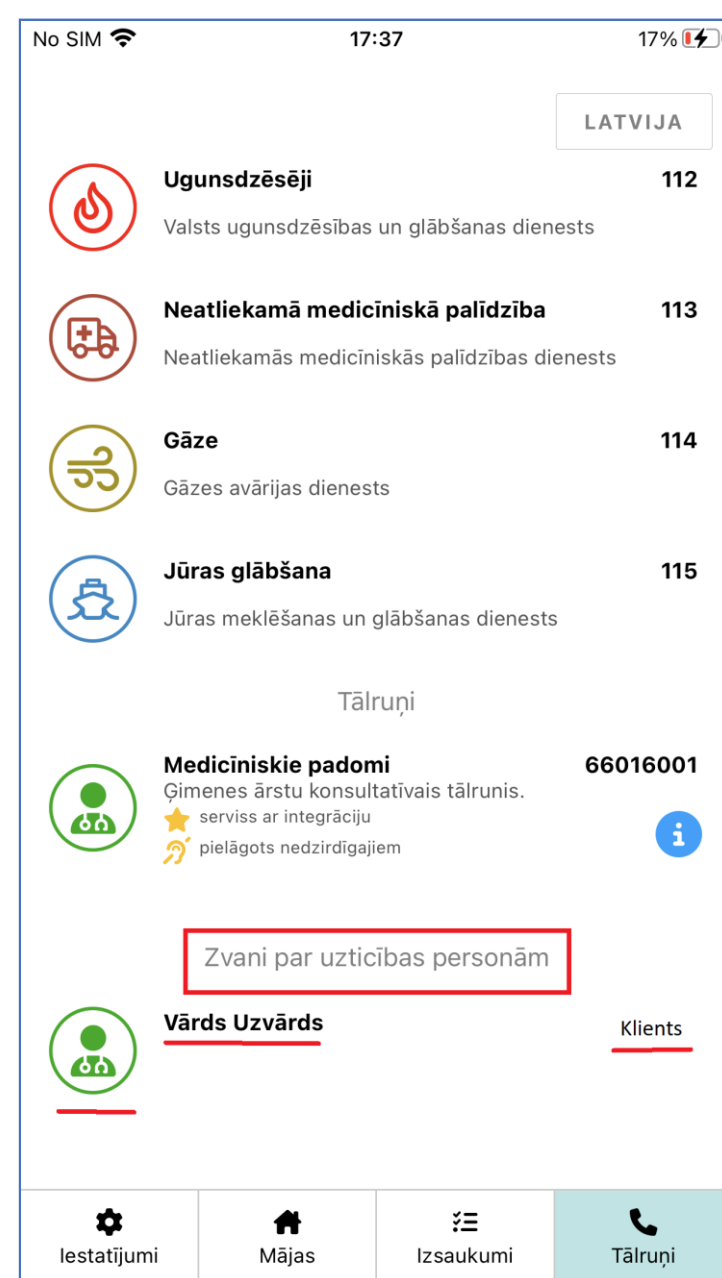 No SIM 17:37 17%
LATVIJA
Ugunsdzēsēji 112
Valsts ugunsdzēsības un glābšanas dienests
Neatliekamā medicīniskā palīdzība 113
Neatliekamās medicīniskās palīdzības dienests
Gāze 114
Gāzes avārijas dienests
Jūras glābšana 115
Jūras meklēšanas un glābšanas dienests
Tālruņi
Medicīniskie padomi 66016001
Ģimenes ārstu konsultatīvais tālrunis.
serviss ar integrāciju
pielāgots nedzirdīgajiem
Zvani par uzticības personām
Vārds Uzvārds Klients
Iestatījumi Mājas Izsaukumi Tālruņi